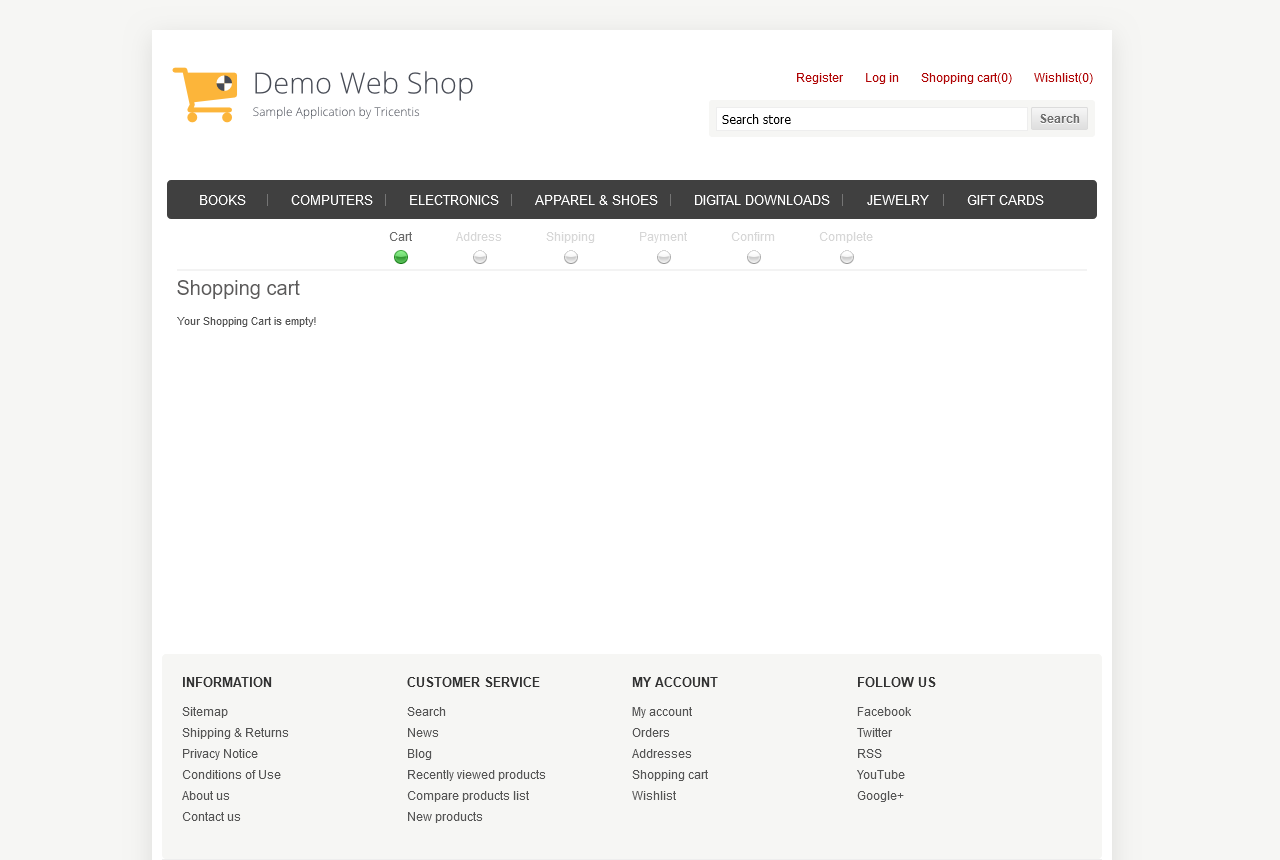 Demo Web Shop
Sample Application by Tricentis
Register Log in Shopping cart(0) Wishlist(0)
Search store Search
BOOKS COMPUTERS ELECTRONICS APPAREL & SHOES DIGITAL DOWNLOADS JEWELRY GIFT CARDS
Cart Address Shipping Payment Confirm Complete
Shopping cart
Your Shopping Cart is empty!
INFORMATION
Sitemap
Shipping & Returns
Privacy Notice
Conditions of Use
About us
Contact us
CUSTOMER SERVICE
Search
News
Blog
Recently viewed products
Compare products list
New products
MY ACCOUNT
My account
Orders
Addresses
Shopping cart
Wishlist
FOLLOW US
Facebook
Twitter
RSS
YouTube
Google+